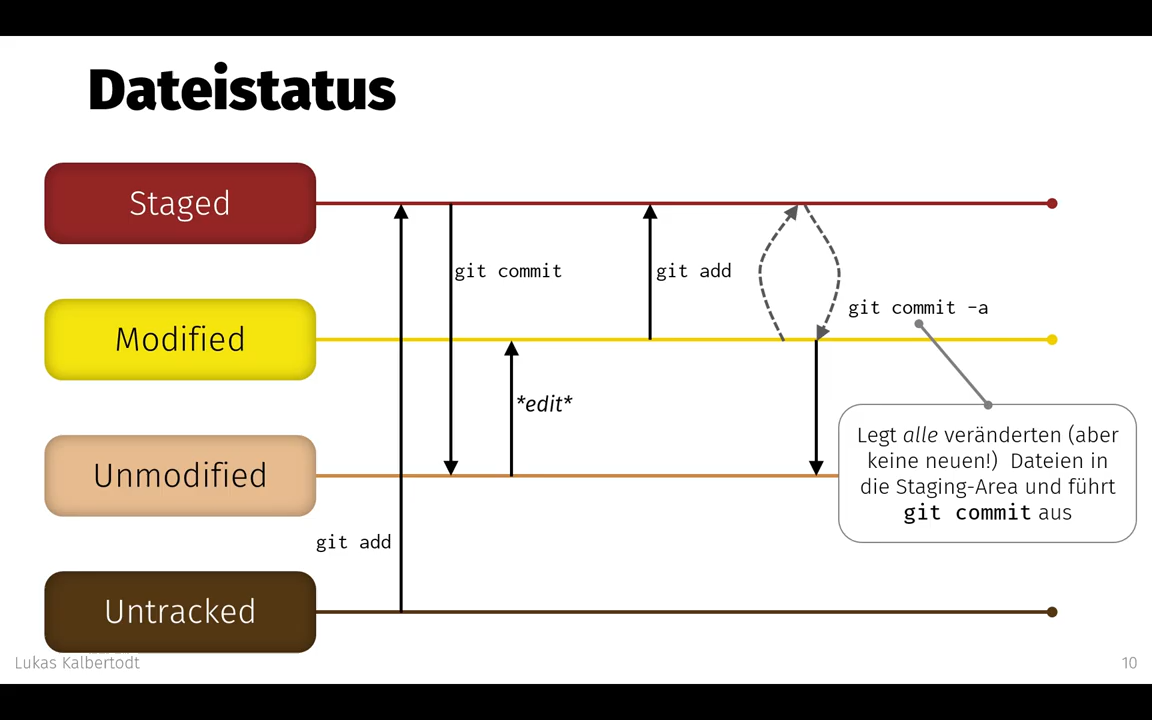 Dateistatus
Staged
git commit
git add
git commit -a
Modified
*edit*
Legt alle veränderten (aber
keine neuen!) Dateien in
die Staging-Area und führt
git commit aus
Unmodified
git add
Untracked
Lukas Kalbertodt
10